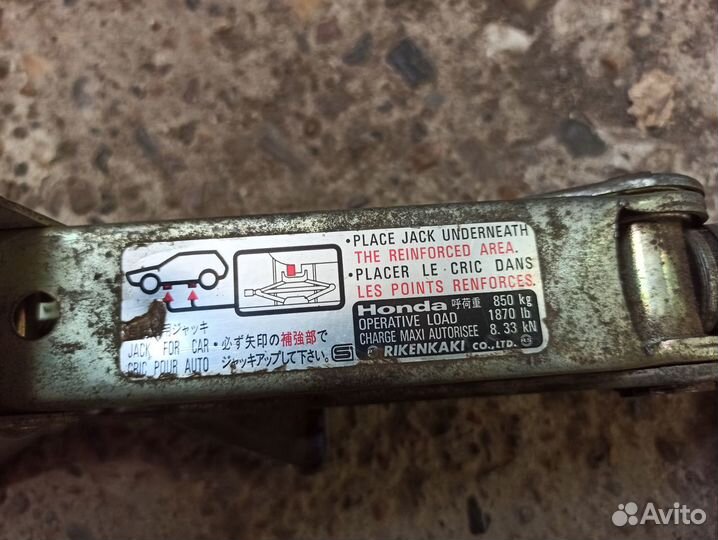 • PLACE JACK UNDERNEATH
THE REINFORCED AREA.
• PLACER LE CRIC DANS
LES POINTS RENFORCES.
Honda 呼荷重 850 kg
OPERATIVE LOAD 1870 lb
CHARGE MAXI AUTORISEE 8.33 kN
RIKENKAKI CO.,LTD.
用ジャッキ
JACK FOR CAR
CRIC POUR AUTO
• 必ず矢印の補強部で
ジャッキアップして下さい。
Avito